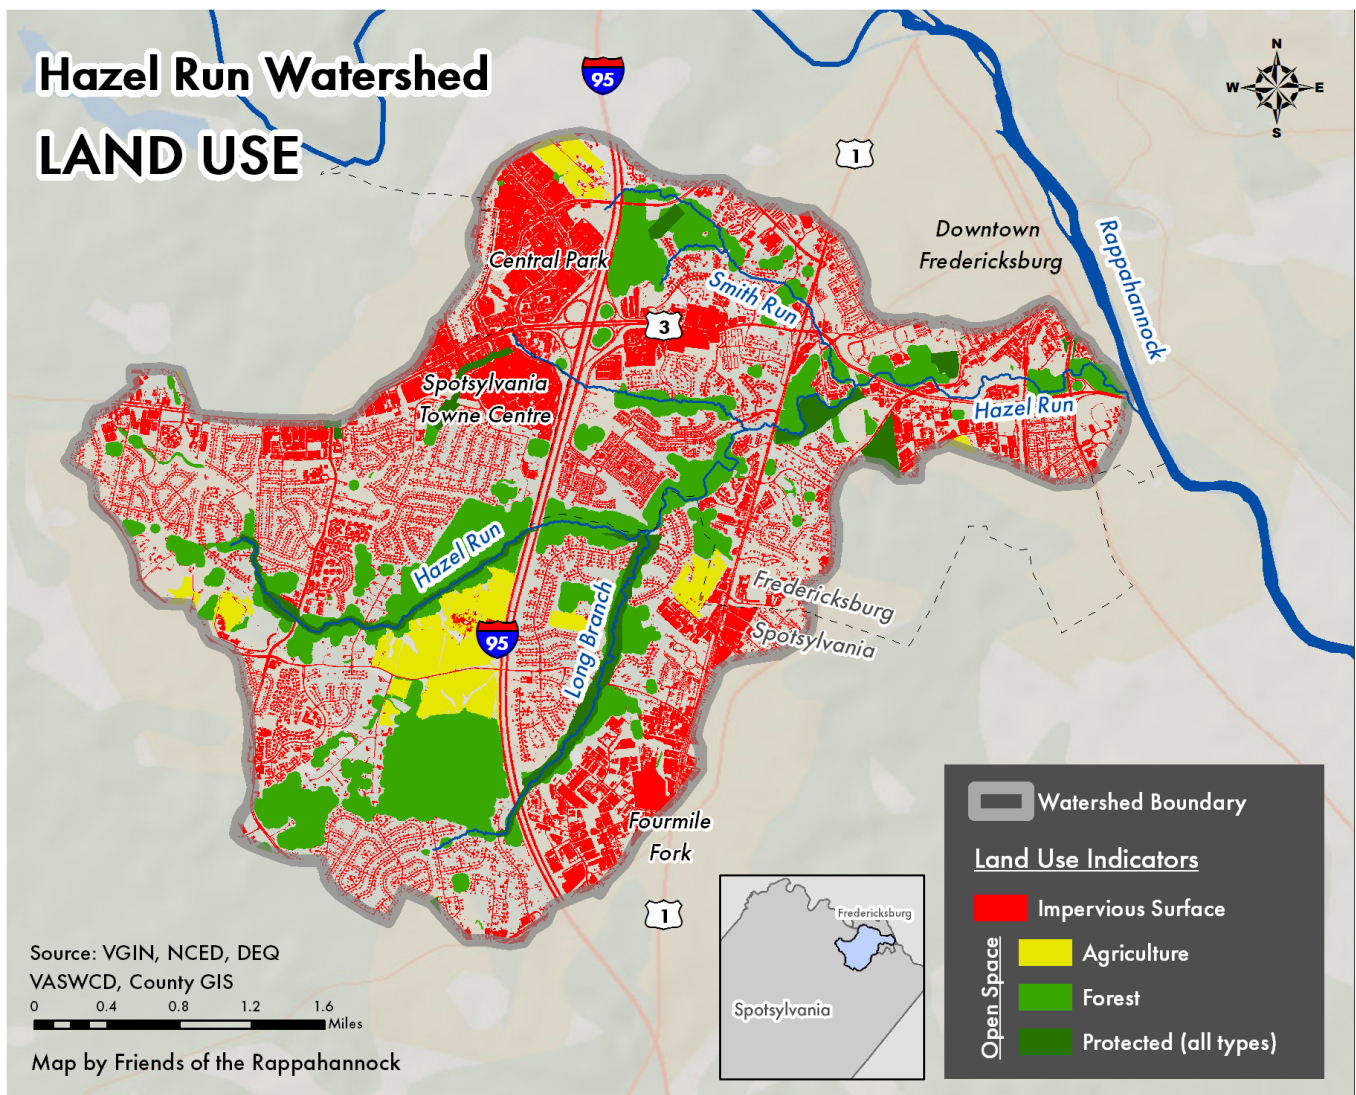 Hazel Run Watershed
LAND USE
95
1
N
W E
S
Downtown
Fredericksburg
Rappahannock
Central Park
Smith Run
3
Spotsylvania
Towne Centre
Hazel Run
Hazel Run
Long Branch
95
Fredericksburg
Spotsylvania
Fourmile
Fork
1
Watershed Boundary
Land Use Indicators
Impervious Surface
Open Space
Agriculture
Forest
Protected (all types)
Fredericksburg
Spotsylvania
Source: VGIN, NCED, DEQ
VASWCD, County GIS
0 0.4 0.8 1.2 1.6
Miles
Map by Friends of the Rappahannock